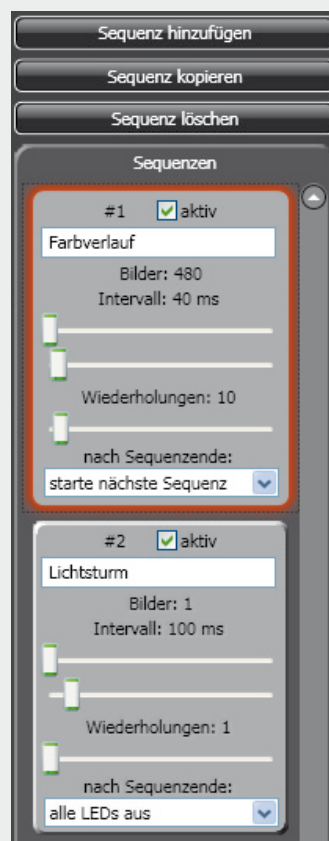 Sequenz hinzufügen
Sequenz kopieren
Sequenz löschen
Sequenzen
#1 aktiv
Farbverlauf
Bilder: 480
Intervall: 40 ms
Wiederholungen: 10
nach Sequenzende:
starte nächste Sequenz
#2 aktiv
Lichtsturm
Bilder: 1
Intervall: 100 ms
Wiederholungen: 1
nach Sequenzende:
alle LEDs aus